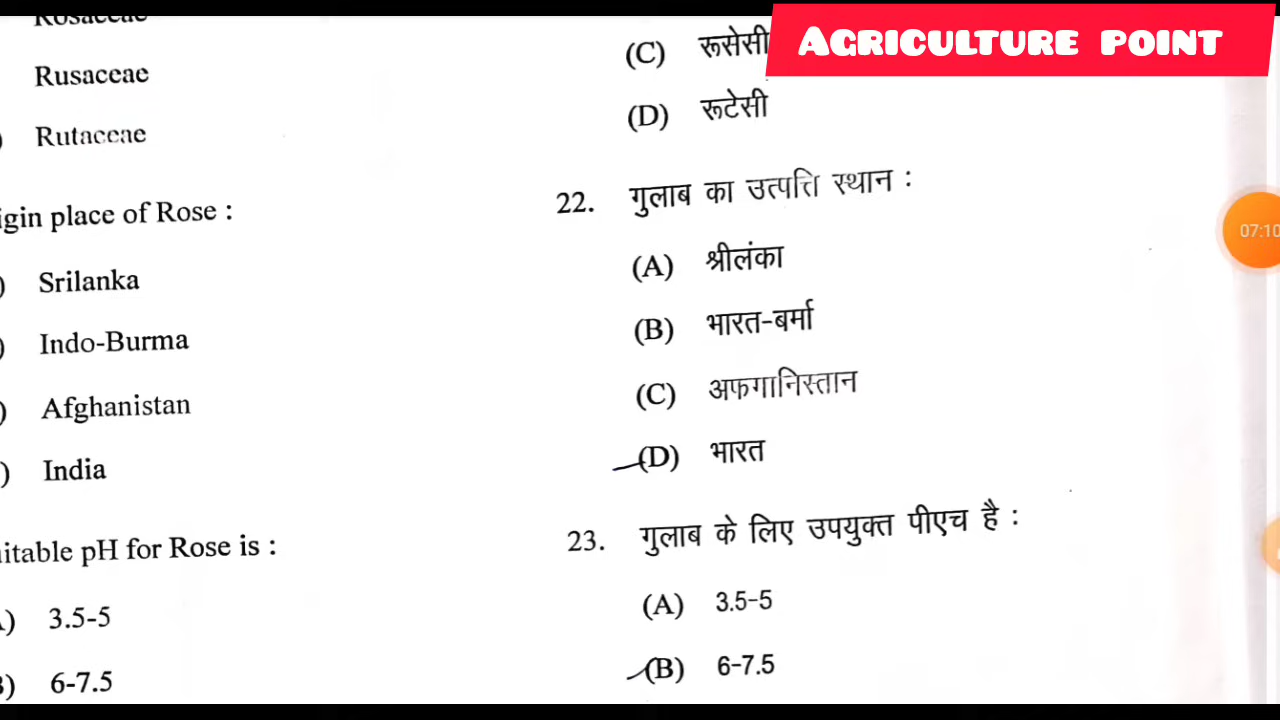 Rosaceae
Rusaceae
) Rutaceae
igin place of Rose :
) Srilanka
) Indo-Burma
) Afghanistan
) India
uitable pH for Rose is :
A) 3.5-5
B) 6-7.5
AGRICULTURE POINT
(C) रूसेसी
(D) रूटेसी
22. गुलाब का उत्पत्ति स्थान :
(A) श्रीलंका
(B) भारत-बर्मा
(C) अफगानिस्तान
(D) भारत
23. गुलाब के लिए उपयुक्त पीएच है :
(A) 3.5-5
(B) 6-7.5
07:10